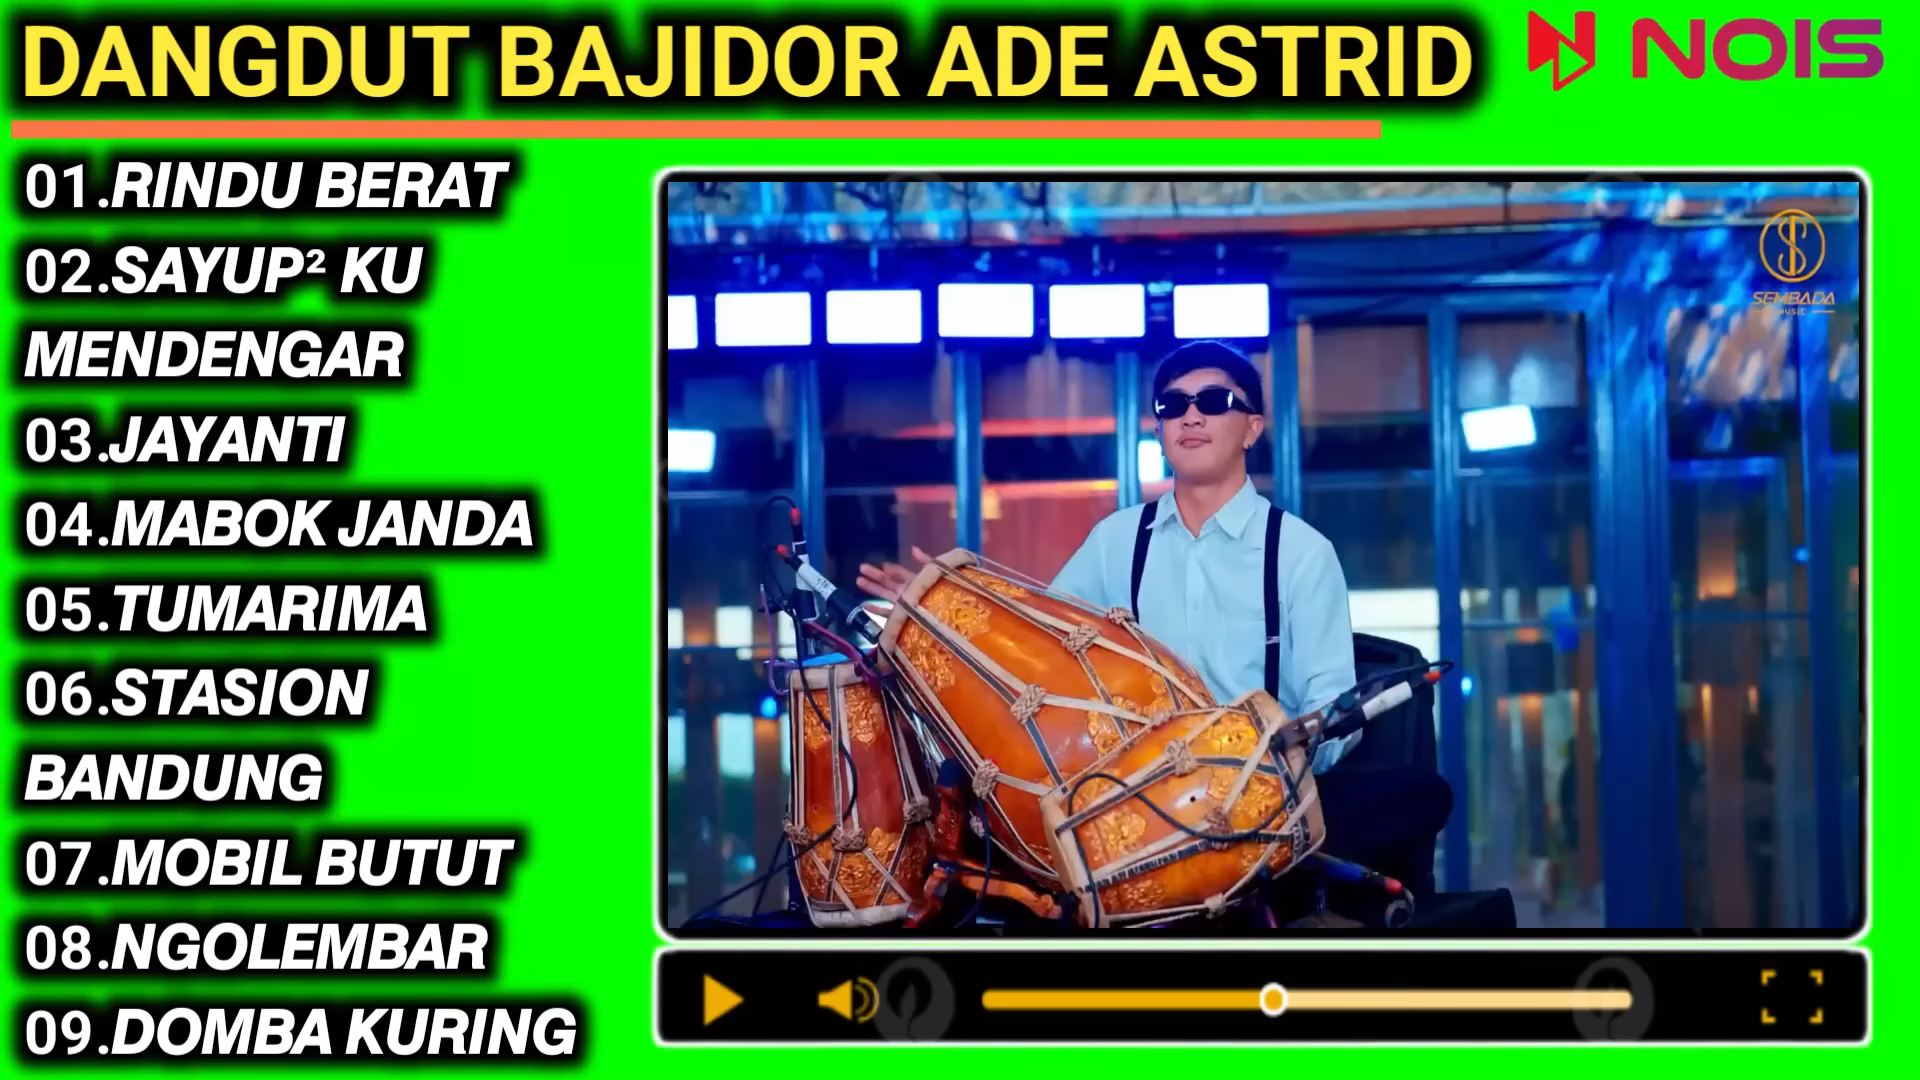 DANGDUT BAJIDOR ADE ASTRID
NOIS
01.RINDU BERAT
02.SAYUP² KU
MENDENGAR
03.JAYANTI
04.MABOK JANDA
05.TUMARIMA
06.STASION
BANDUNG
07.MOBIL BUTUT
08.NGOLEMBAR
09.DOMBA KURING
SEMBADA
MUSIC